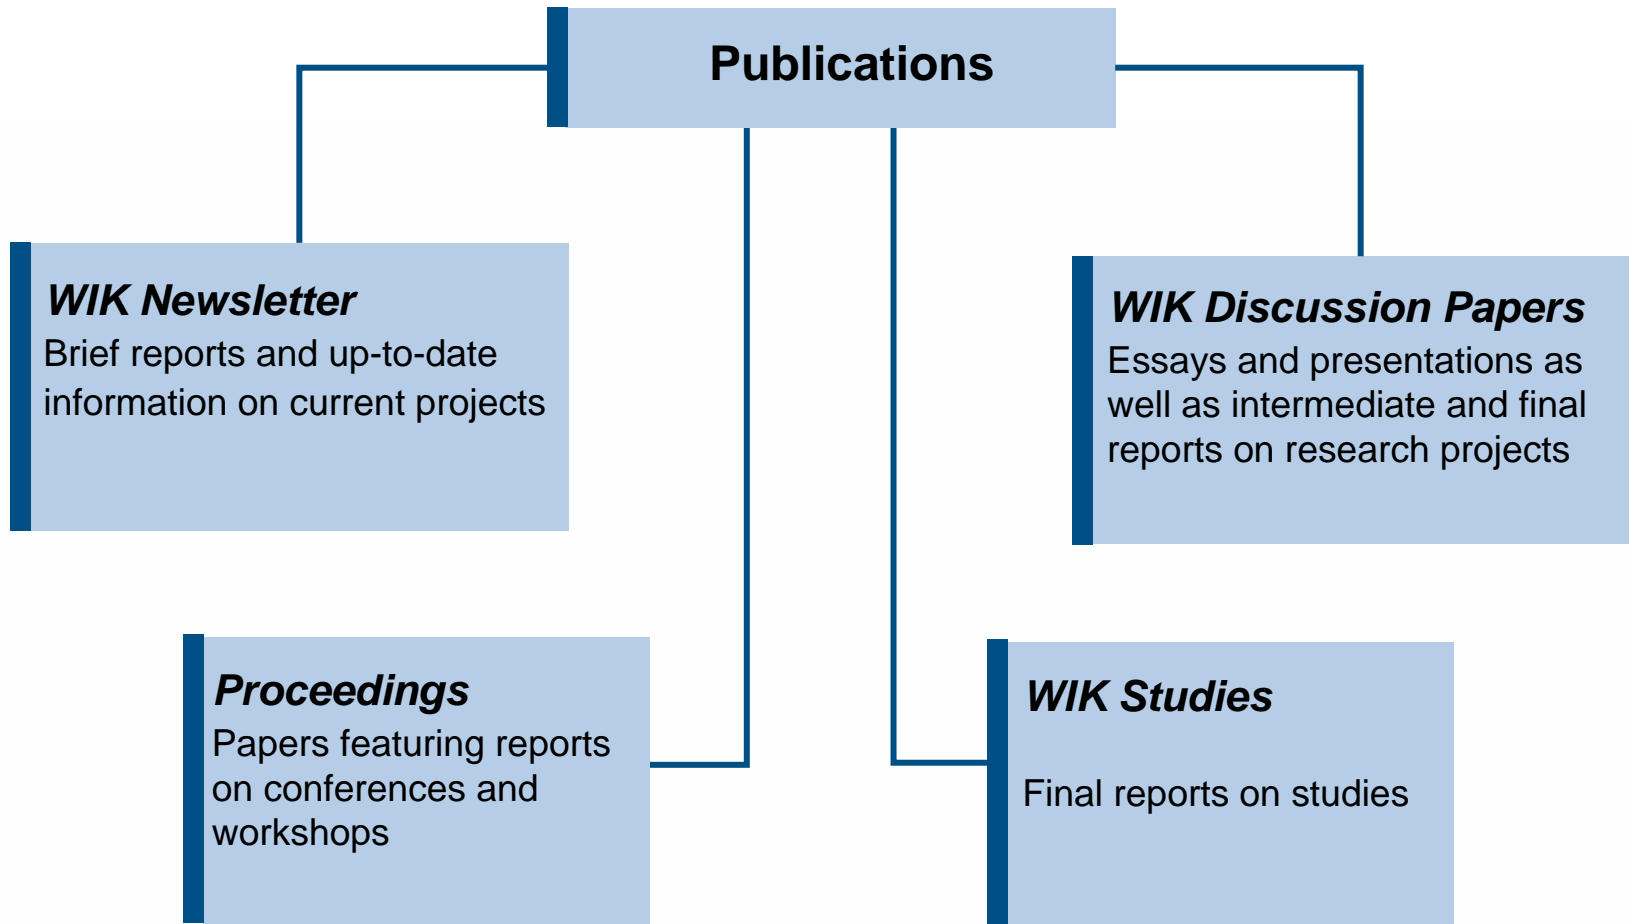 Publications
WIK Newsletter
Brief reports and up-to-date
information on current projects
WIK Discussion Papers
Essays and presentations as
well as intermediate and final
reports on research projects
Proceedings
Papers featuring reports
on conferences and
workshops
WIK Studies
Final reports on studies